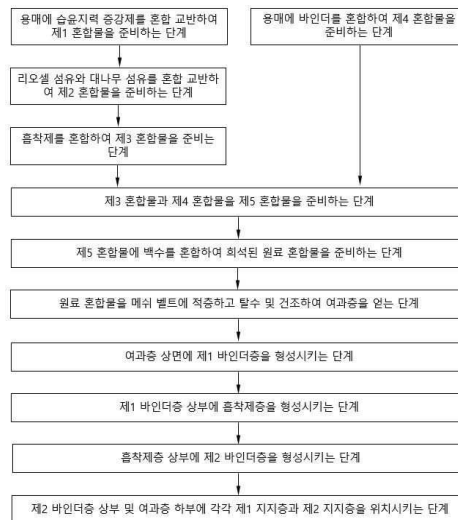 용매에 습윤지력 증강제를 혼합 교반하여
제1 혼합물을 준비하는 단계
리오셀 섬유와 대나무 섬유를 혼합 교반하
여 제2 혼합물을 준비하는 단계
흡착제를 혼합하여 제3 혼합물을 준비는
단계
용매에 바인더를 혼합하여 제4 혼합물을
준비하는 단계
제3 혼합물과 제4 혼합물을 제5 혼합물을 준비하는 단계
제5 혼합물에 백수를 혼합하여 희석된 원료 혼합물을 준비하는 단계
원료 혼합물을 메쉬 벨트에 적층하고 탈수 및 건조하여 여과층을 얻는 단계
여과층 상면에 제1 바인더층을 형성시키는 단계
제1 바인더층 상부에 흡착제층을 형성시키는 단계
흡착제층 상부에 제2 바인더층을 형성시키는 단계
제2 바인더층 상부 및 여과층 하부에 각각 제1 지지층과 제2 지지층을 위치시키는 단계